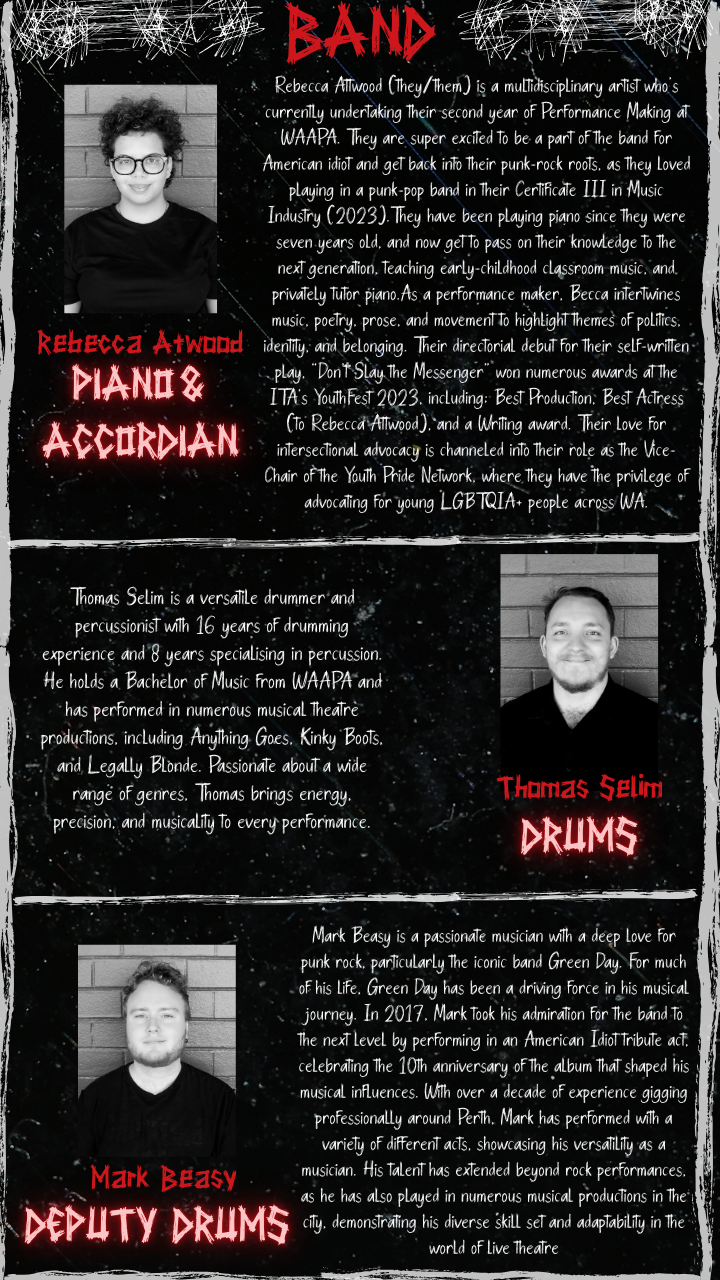 BAND
Rebecca Attwood (they/them) is a multidisciplinary artist who's
currently undertaking their second year of Performance Making at
WAAPA. They are super excited to be a part of the band for
American idiot and get back into their punk-rock roots, as they loved
playing in a punk-pop band in their Certificate III in Music
Industry (2023).They have been playing piano since they were
seven years old, and now get to pass on their knowledge to the
next generation, teaching early-childhood classroom music, and,
privately tutor piano.As a performance maker, Becca intertwines
music, poetry, prose, and movement to highlight themes of politics,
identity, and belonging. Their directorial debut for their self-written
play, "Don't Slay the Messenger" won numerous awards at the
ITA's YouthFest 2023, including: Best Production, Best Actress
(to Rebecca Attwood), and a Writing award. Their love for
intersectional advocacy is channeled into their role as the Vice-
Chair of the Youth Pride Network, where they have the privilege of
advocating for young LGBTQIA+ people across WA.
Rebecca Atwood
PIANO &
ACCORDIAN
Thomas Selim is a versatile drummer and
percussionist with 16 years of drumming
experience and 8 years specialising in percussion.
He holds a Bachelor of Music from WAAPA and
has performed in numerous musical theatre
productions, including Anything Goes, Kinky Boots,
and Legally Blonde. Passionate about a wide
range of genres, Thomas brings energy,
precision, and musicality to every performance.
Thomas Selim
DRUMS
Mark Beasy is a passionate musician with a deep love for
punk rock, particularly the iconic band Green Day. For much
of his life, Green Day has been a driving force in his musical
journey. In 2017, Mark took his admiration for the band to
the next level by performing in an American Idiot tribute act,
celebrating the 10th anniversary of the album that shaped his
musical influences. With over a decade of experience gigging
professionally around Perth, Mark has performed with a
variety of different acts, showcasing his versatility as a
musician. His talent has extended beyond rock performances,
as he has also played in numerous musical productions in the
city, demonstrating his diverse skill set and adaptability in the
world of live theatre
Mark Beasy
DEPUTY DRUMS